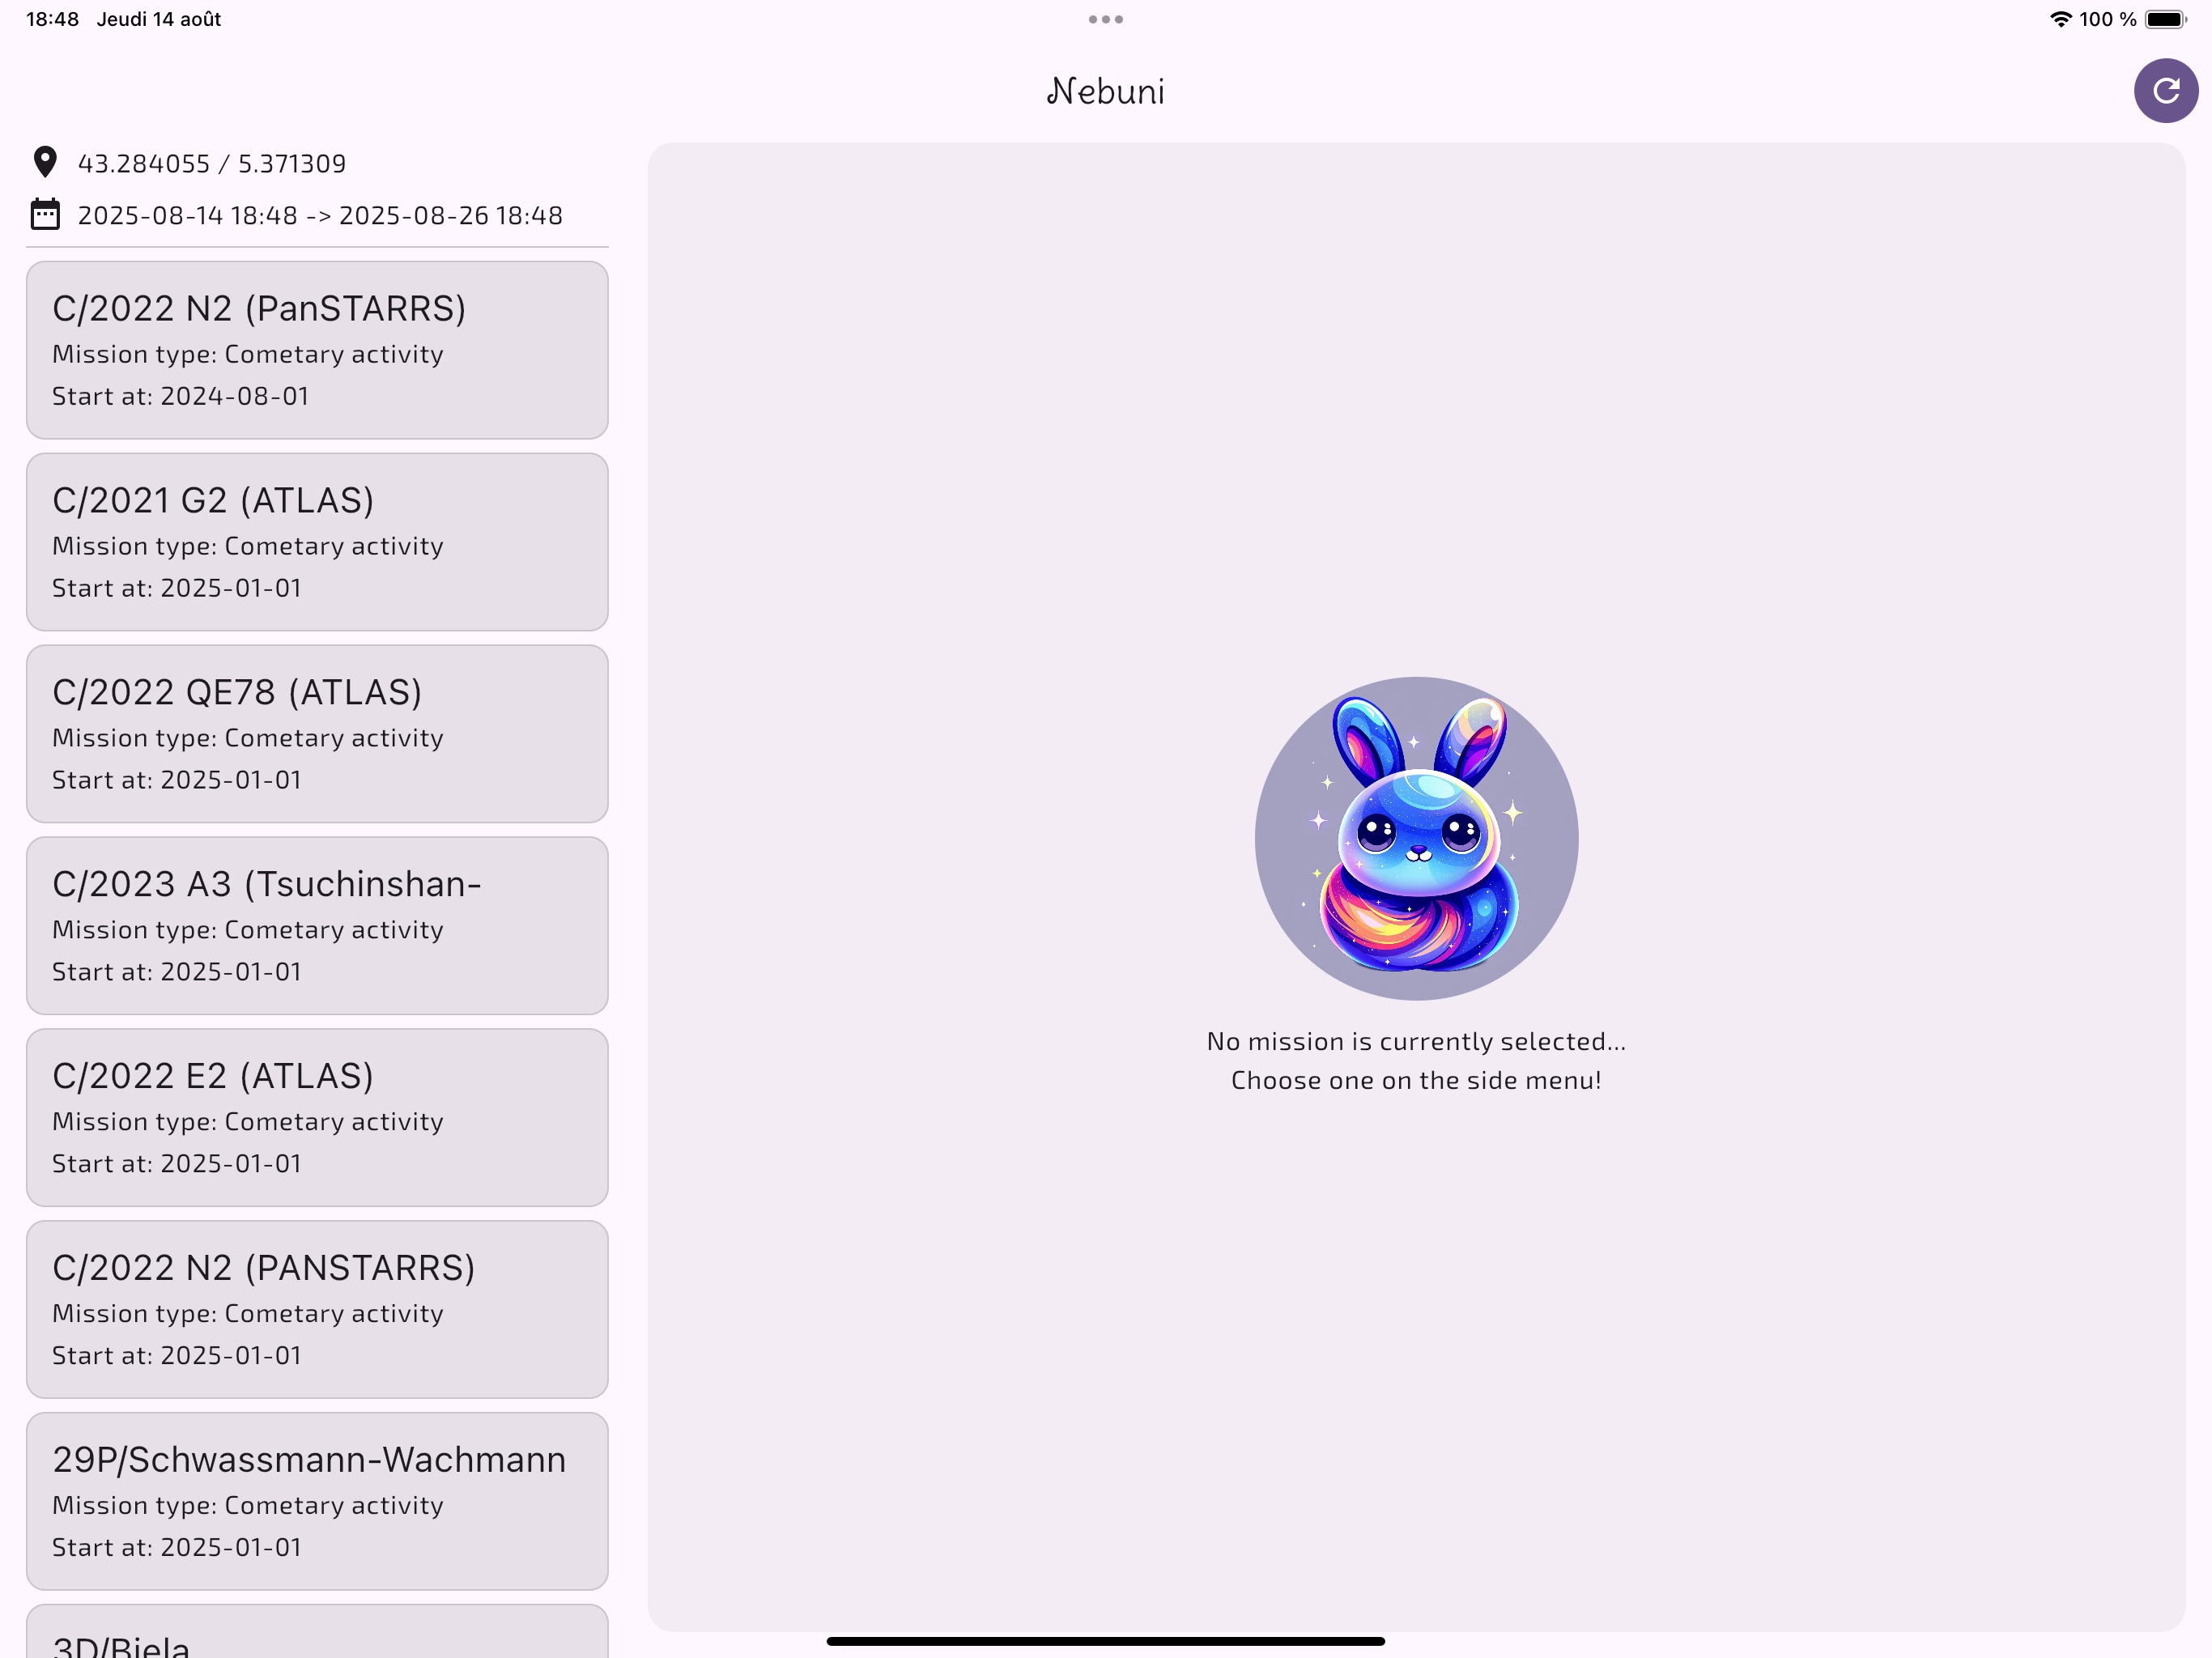 18:48 Jeudi 14 août
100 %
Nebuni
43.284055 / 5.371309
2025-08-14 18:48 -> 2025-08-26 18:48
C/2022 N2 (PanSTARRS)
Mission type: Cometary activity
Start at: 2024-08-01
C/2021 G2 (ATLAS)
Mission type: Cometary activity
Start at: 2025-01-01
C/2022 QE78 (ATLAS)
Mission type: Cometary activity
Start at: 2025-01-01
C/2023 A3 (Tsuchinshan-
Mission type: Cometary activity
Start at: 2025-01-01
C/2022 E2 (ATLAS)
Mission type: Cometary activity
Start at: 2025-01-01
C/2022 N2 (PANSTARRS)
Mission type: Cometary activity
Start at: 2025-01-01
29P/Schwassmann-Wachmann
Mission type: Cometary activity
Start at: 2025-01-01
3D/Biela
No mission is currently selected...
Choose one on the side menu!